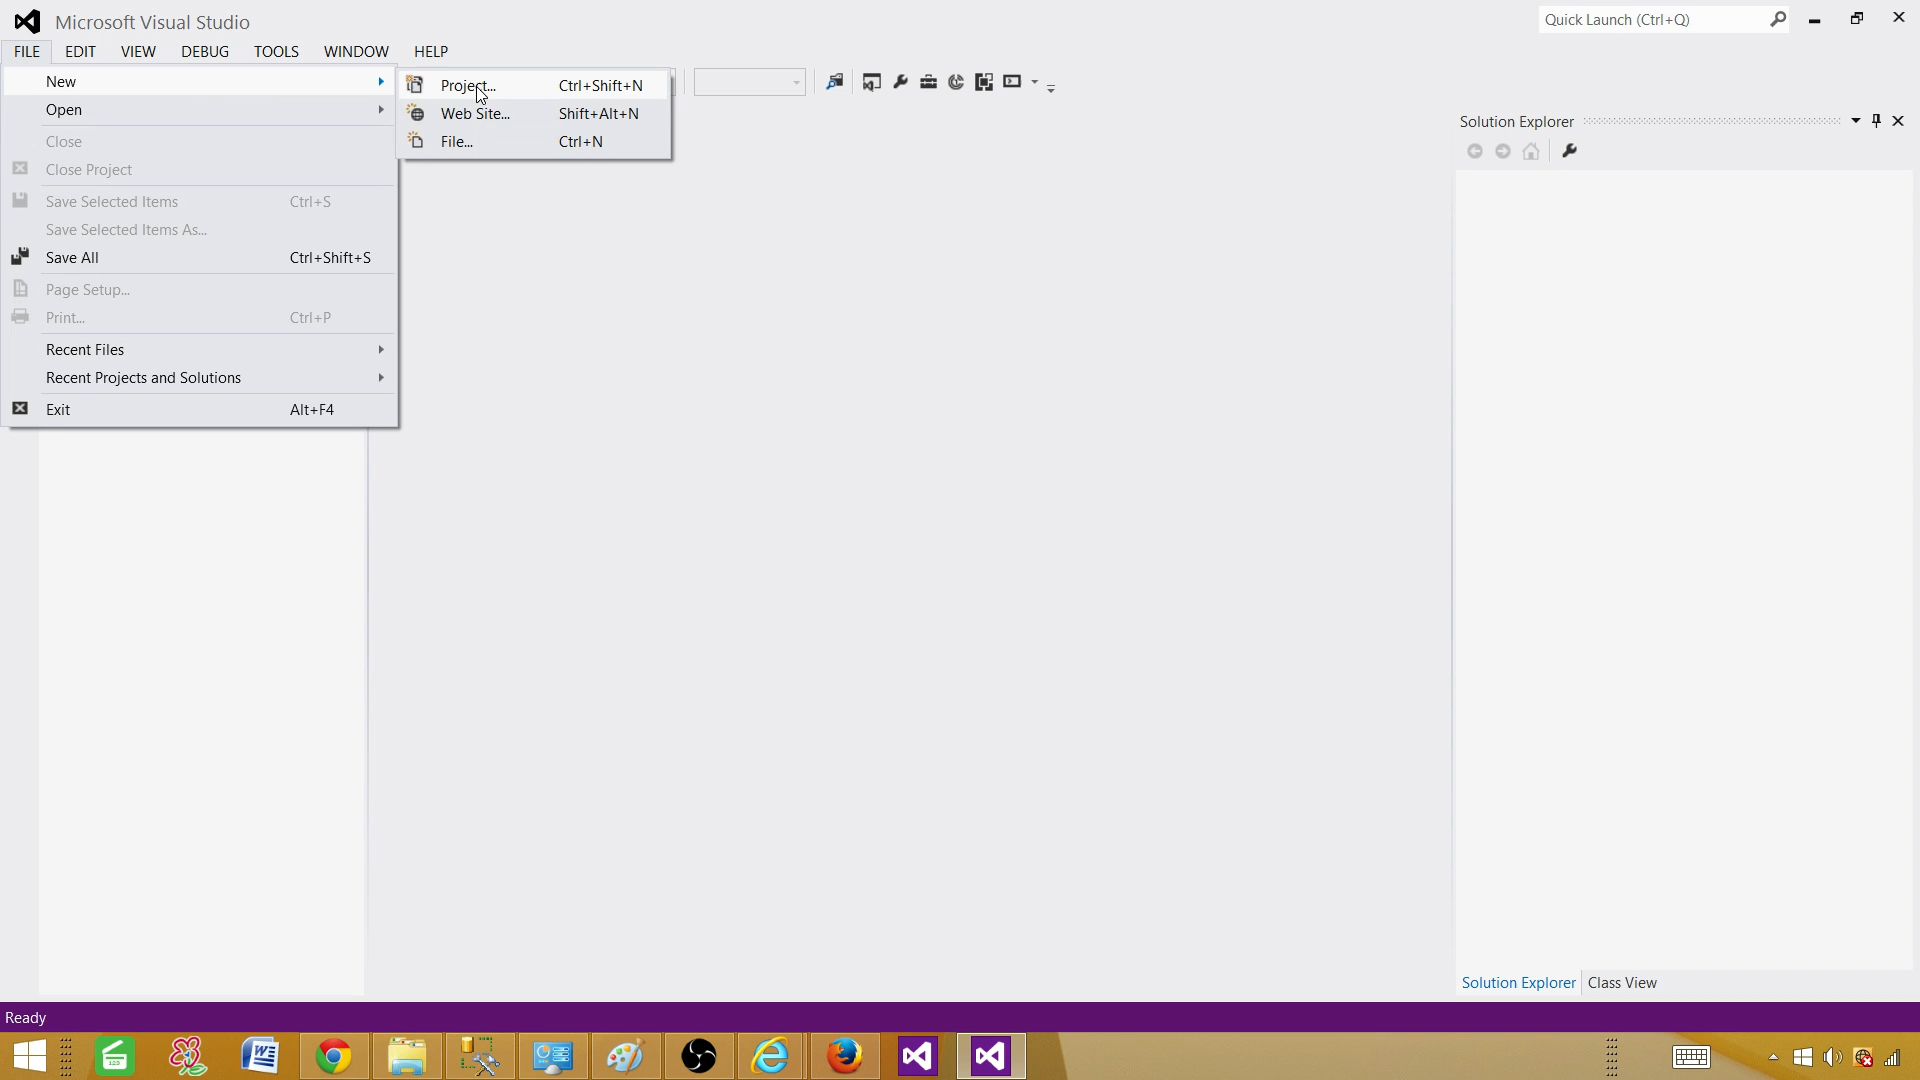 Microsoft Visual Studio
Quick Launch (Ctrl+Q)
FILE EDIT VIEW DEBUG TOOLS WINDOW HELP
New
Project... Ctrl+Shift+N
Web Site... Shift+Alt+N
File... Ctrl+N
Open
Close
Close Project
Save Selected Items Ctrl+S
Save Selected Items As...
Save All Ctrl+Shift+S
Page Setup...
Print... Ctrl+P
Recent Files
Recent Projects and Solutions
Exit Alt+F4
Solution Explorer
Solution Explorer Class View
Ready